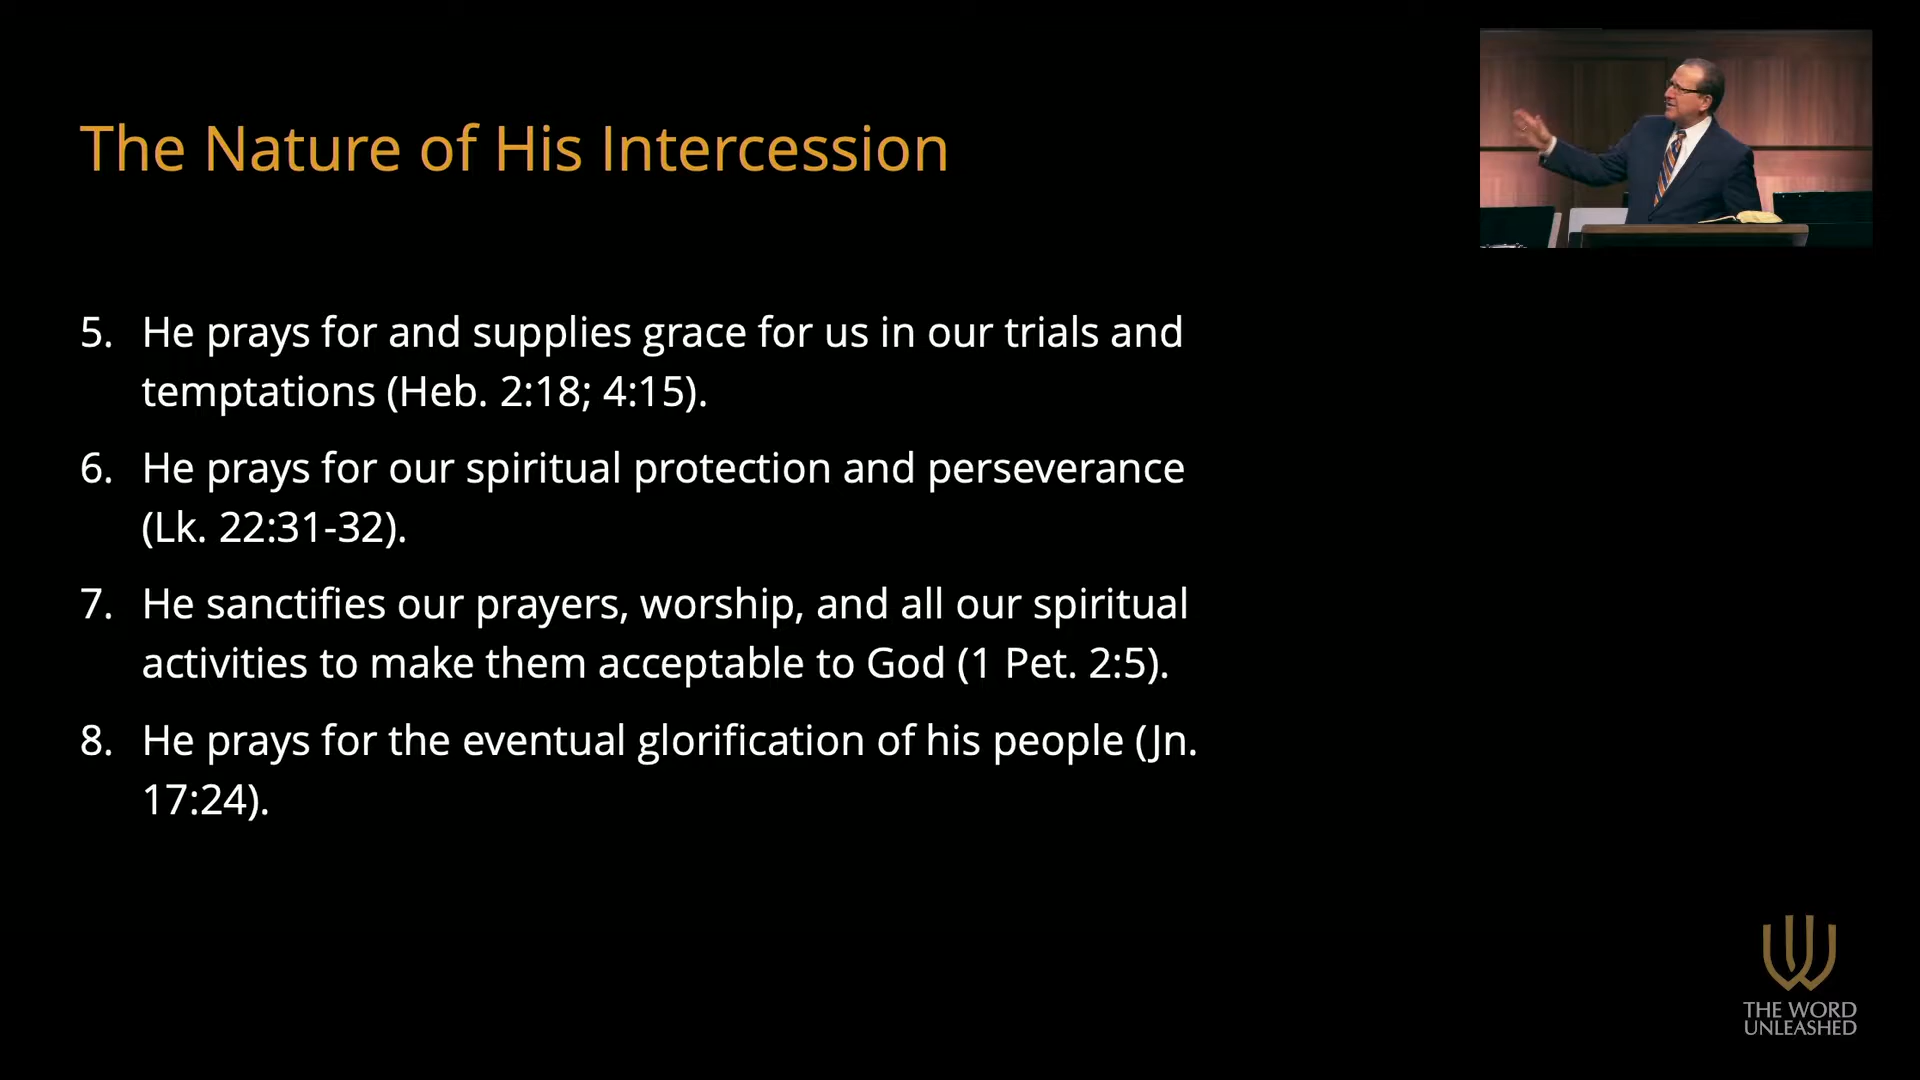 The Nature of His Intercession
5. He prays for and supplies grace for us in our trials and
temptations (Heb. 2:18; 4:15).
6. He prays for our spiritual protection and perseverance
(Lk. 22:31-32).
7. He sanctifies our prayers, worship, and all our spiritual
activities to make them acceptable to God (1 Pet. 2:5).
8. He prays for the eventual glorification of his people (Jn.
17:24).
THE WORD
UNLEASHED